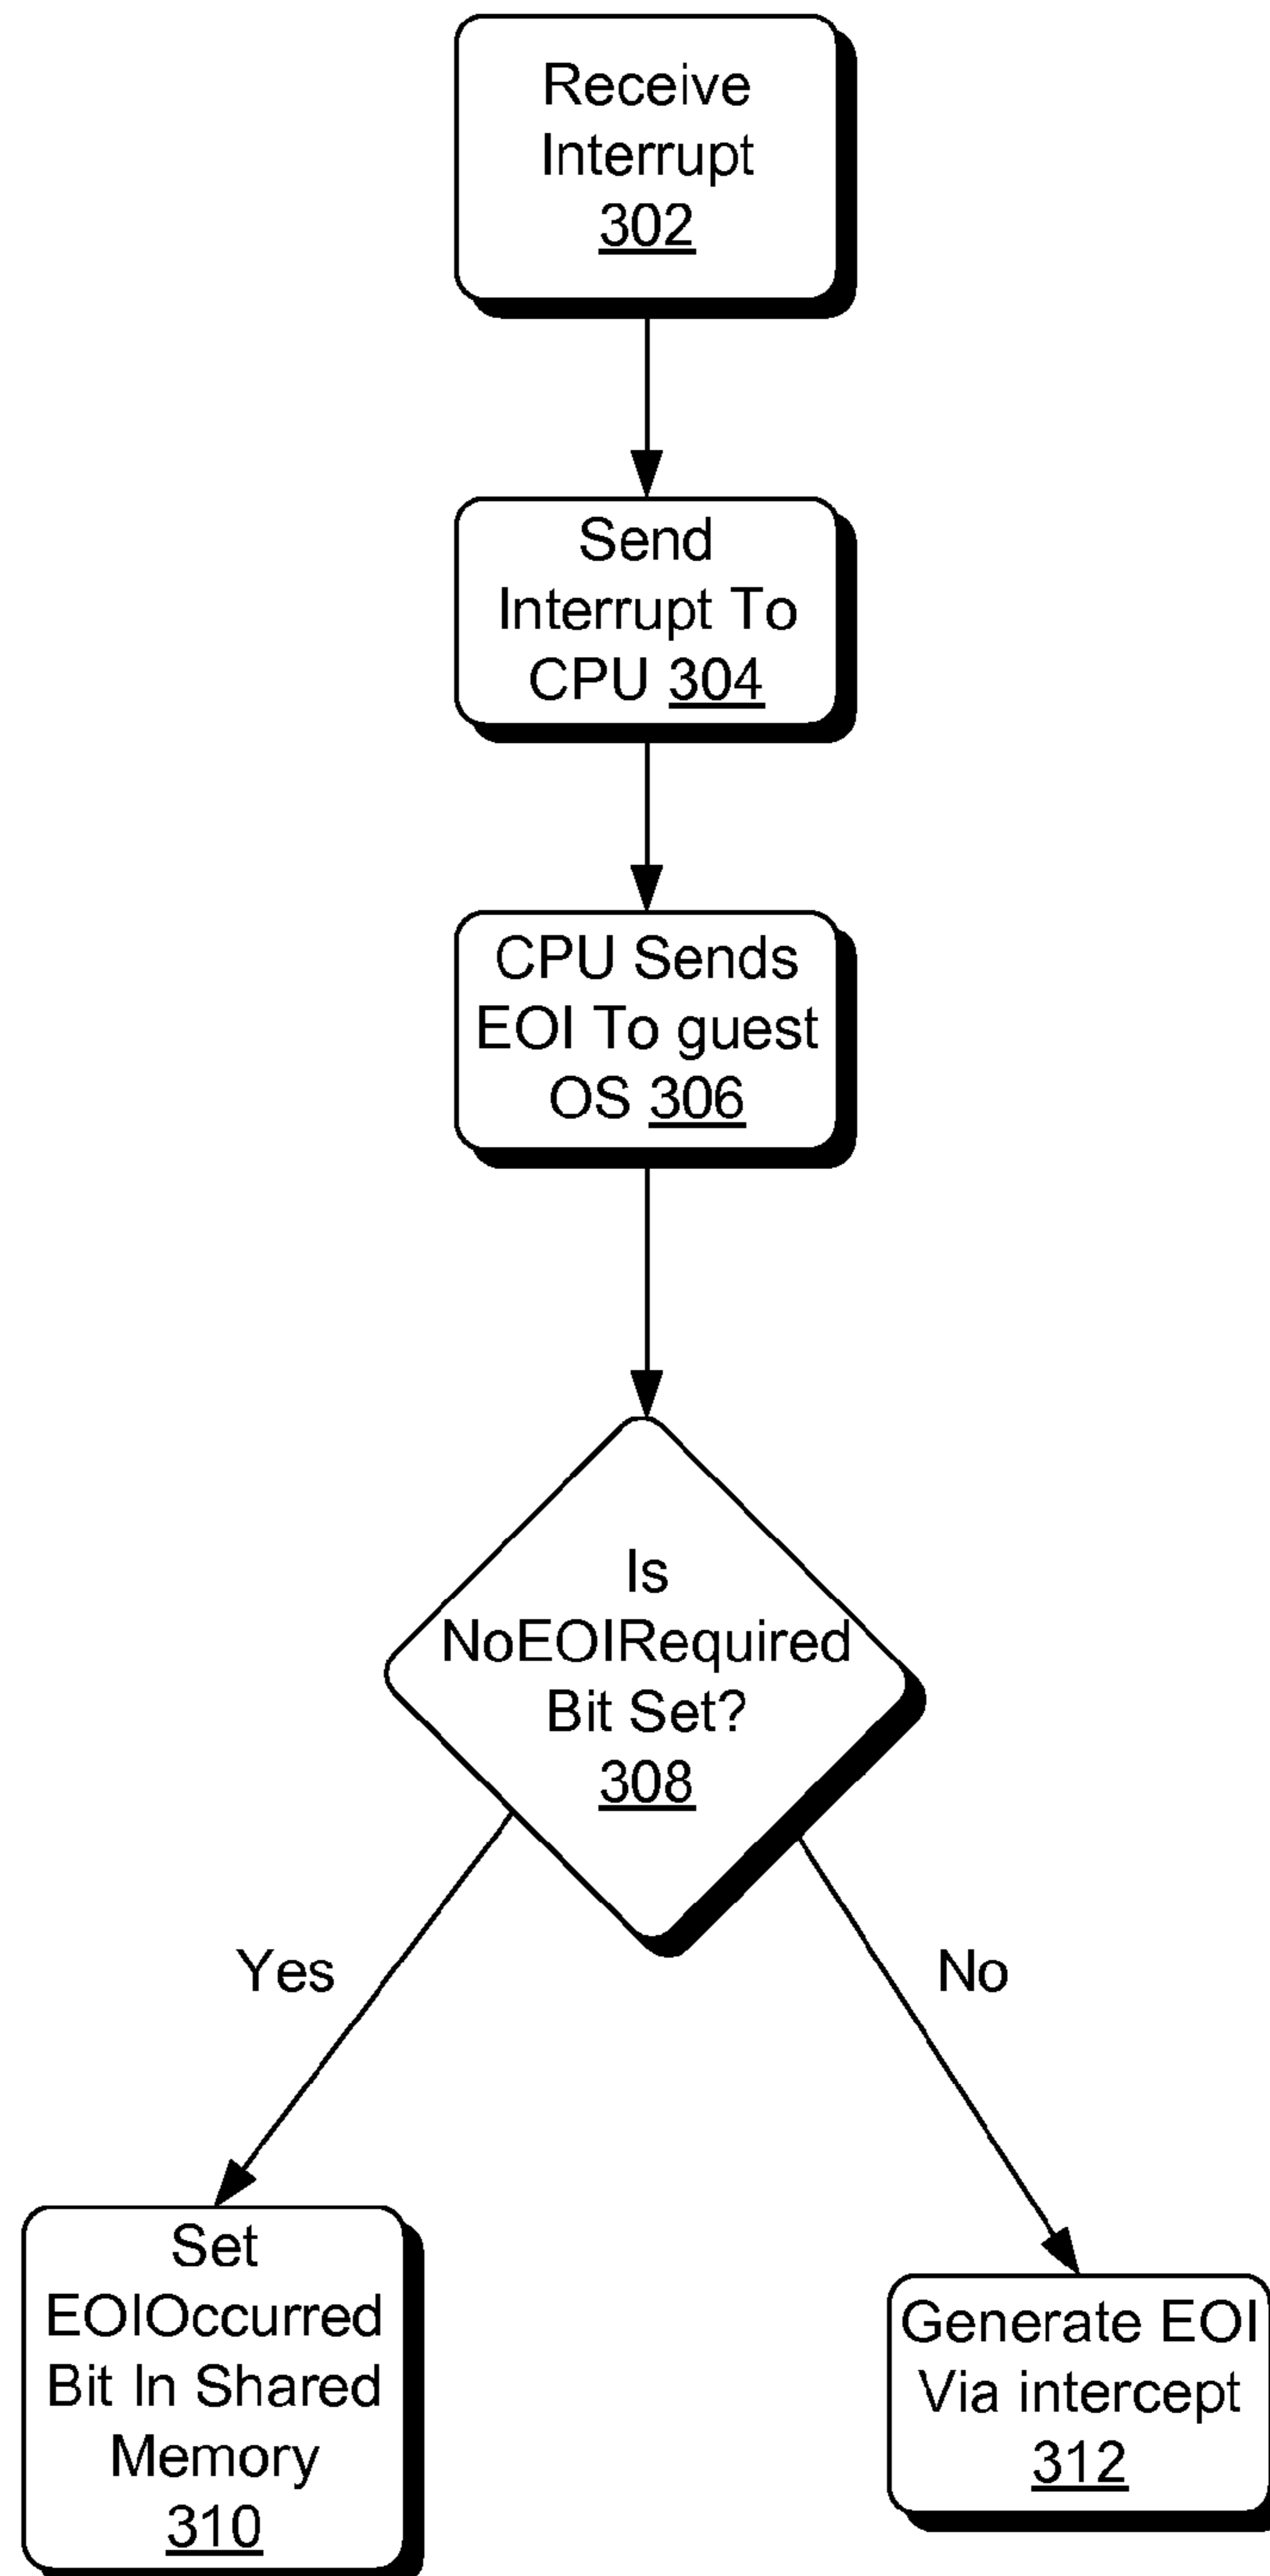 Receive
Interrupt
302
Send
Interrupt To
CPU 304
CPU Sends
EOI To guest
OS 306
Is
NoEOIRequired
Bit Set?
308
Yes
No
Set
EOIOccurred
Bit In Shared
Memory
310
Generate EOI
Via intercept
312